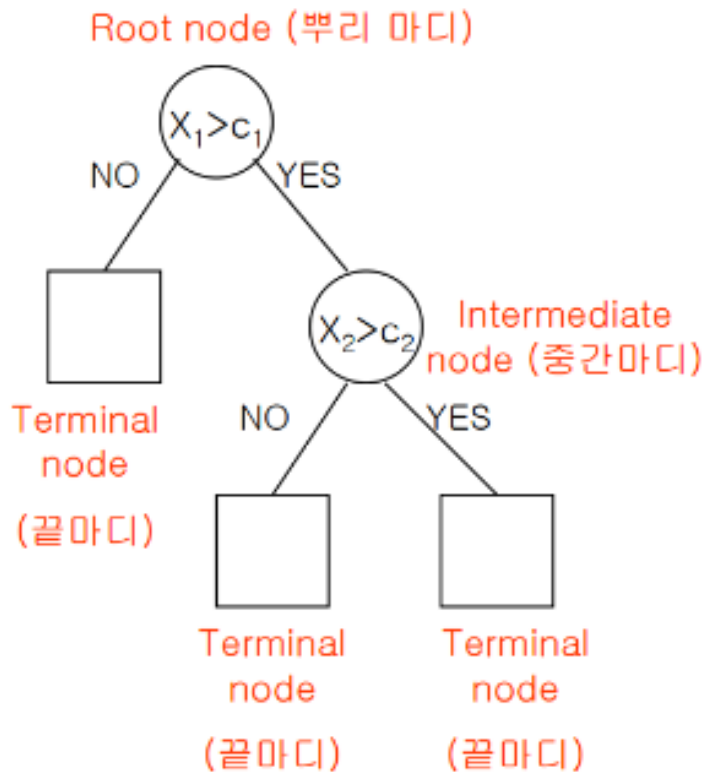 Root node (뿌리 마디)
X₁>c₁
NO
YES
X₂>c₂
Intermediate
node (중간마디)
Terminal
node
(끝마디)
NO
YES
Terminal
node
(끝마디)
Terminal
node
(끝마디)